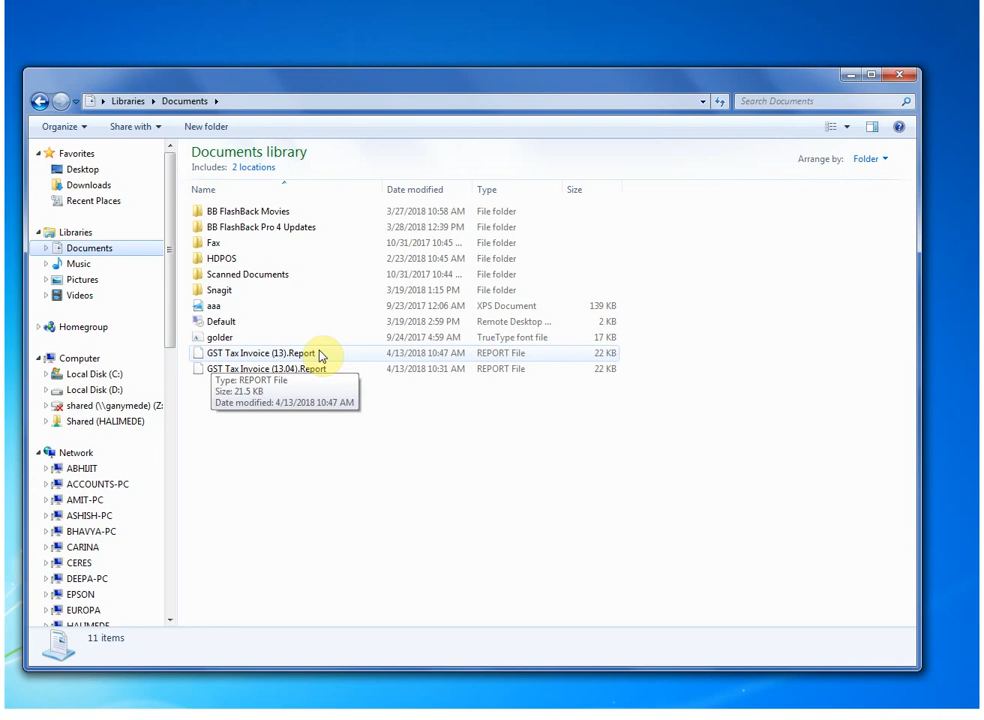 Libraries Documents
Search Documents
Organize Share with New folder
Documents library
Includes: 2 locations
Arrange by: Folder
Name Date modified Type Size
BB FlashBack Movies 3/27/2018 10:58 AM File folder
BB FlashBack Pro 4 Updates 3/28/2018 12:39 PM File folder
Fax 10/31/2017 10:45 ... File folder
HDPOS 2/23/2018 10:45 AM File folder
Scanned Documents 10/31/2017 10:44 ... File folder
Snagit 3/19/2018 1:15 PM File folder
aaa 9/23/2017 12:06 AM XPS Document 139 KB
Default 3/19/2018 2:59 PM Remote Desktop ... 2 KB
golder 9/24/2017 4:59 AM TrueType font file 17 KB
GST Tax Invoice (13).Report 4/13/2018 10:47 AM REPORT File 22 KB
GST Tax Invoice (13.04).Report 4/13/2018 10:31 AM REPORT File 22 KB
Type: REPORT File
Size: 21.5 KB
Date modified: 4/13/2018 10:47 AM
Favorites
Desktop
Downloads
Recent Places
Libraries
Documents
Music
Pictures
Videos
Homegroup
Computer
Local Disk (C:)
Local Disk (D:)
shared (\\ganymede) (Z:
Shared (HALIMEDE)
Network
ABHIJIT
ACCOUNTS-PC
AMIT-PC
ASHISH-PC
BHAVYA-PC
CARINA
CERES
DEEPA-PC
EPSON
EUROPA
HALIMEDE
11 items